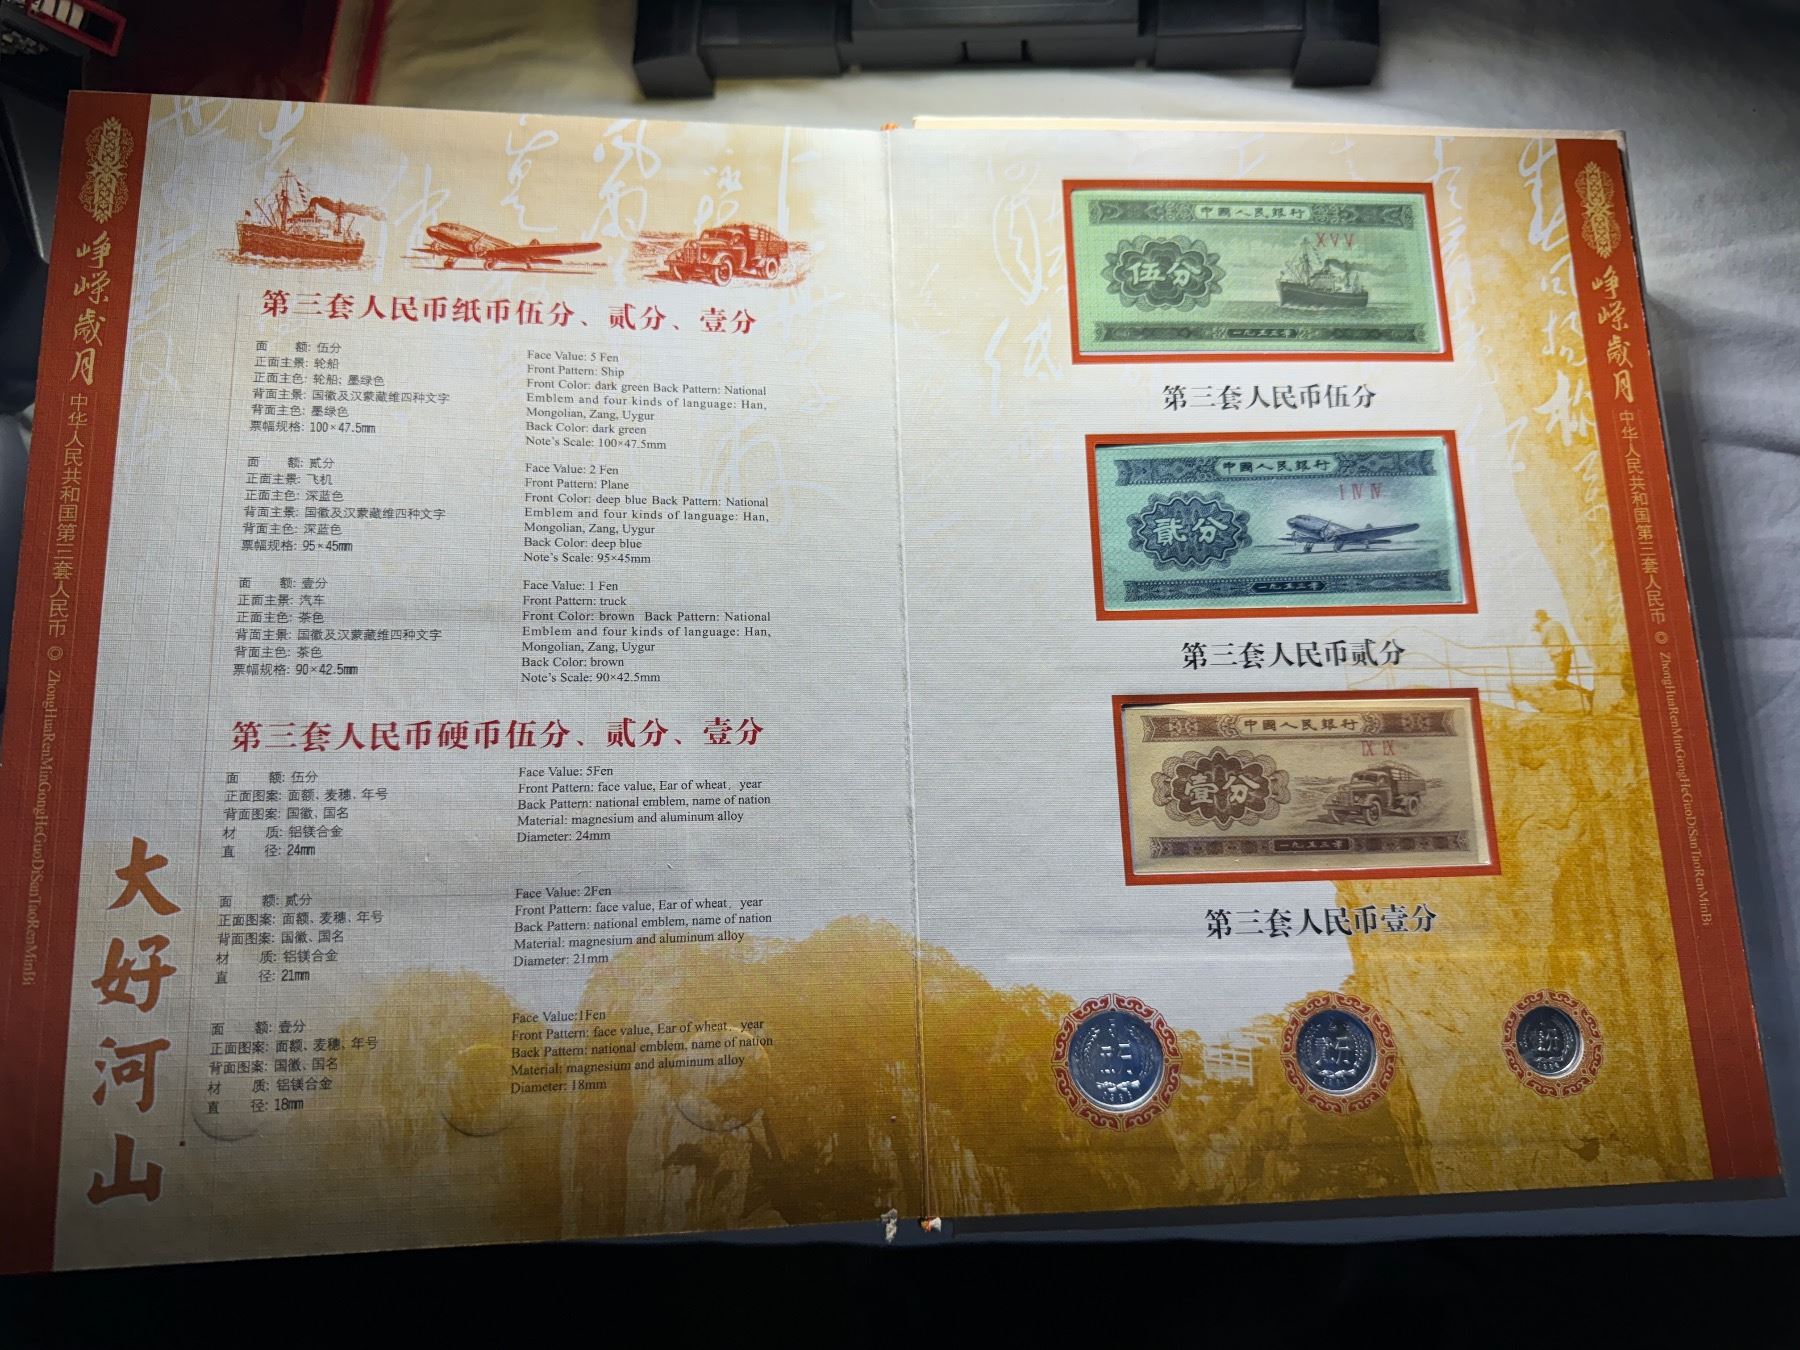 峥嵘岁月
中华人民共和国第三套人民币 ◎ ZhongHuaRenMinGongHeGuoDiSanTaoRenMinBi
大好河山
第三套人民币纸币伍分、贰分、壹分
面 额: 伍分
正面主景: 轮船
正面主色: 轮船; 墨绿色
背面主景: 国徽及汉蒙藏维四种文字
背面主色: 墨绿色
票幅规格: 100×47.5mm
Face Value: 5 Fen
Front Pattern: Ship
Front Color: dark green Back Pattern: National
Emblem and four kinds of language: Han,
Mongolian, Zang, Uygur
Back Color: dark green
Note's Scale: 100×47.5mm
面 额: 贰分
正面主景: 飞机
正面主色: 深蓝色
背面主景: 国徽及汉蒙藏维四种文字
背面主色: 深蓝色
票幅规格: 95×45mm
Face Value: 2 Fen
Front Pattern: Plane
Front Color: deep blue Back Pattern: National
Emblem and four kinds of language: Han,
Mongolian, Zang, Uygur
Back Color: deep blue
Note's Scale: 95×45mm
面 额: 壹分
正面主景: 汽车
正面主色: 茶色
背面主景: 国徽及汉蒙藏维四种文字
背面主色: 茶色
票幅规格: 90×42.5mm
Face Value: 1 Fen
Front Pattern: truck
Front Color: brown Back Pattern: National
Emblem and four kinds of language: Han,
Mongolian, Zang, Uygur
Back Color: brown
Note's Scale: 90×42.5mm
第三套人民币硬币伍分、贰分、壹分
面 额: 伍分
正面图案: 面额、麦穗、年号
背面图案: 国徽、国名
材 质: 铝镁合金
直 径: 24mm
Face Value: 5Fen
Front Pattern: face value, Ear of wheat, year
Back Pattern: national emblem, name of nation
Material: magnesium and aluminum alloy
Diameter: 24mm
面 额: 贰分
正面图案: 面额、麦穗、年号
背面图案: 国徽、国名
材 质: 铝镁合金
直 径: 21mm
Face Value: 2Fen
Front Pattern: face value, Ear of wheat, year
Back Pattern: national emblem, name of nation
Material: magnesium and aluminum alloy
Diameter: 21mm
面 额: 壹分
正面图案: 面额、麦穗、年号
背面图案: 国徽、国名
材 质: 铝镁合金
直 径: 18mm
Face Value:1Fen
Front Pattern: face value, Ear of wheat, year
Back Pattern: national emblem, name of nation
Material: magnesium and aluminum alloy
Diameter: 18mm
中國人民銀行
XVV
伍分
一九五三年
第三套人民币伍分
中國人民銀行
I IV IV
貳分
一九五三年
第三套人民币贰分
中國人民銀行
IX IX
壹分
一九五三年
第三套人民币壹分
峥嵘岁月
中华人民共和国第三套人民币 ◎ ZhongHuaRenMinGongHeGuoDiSanTaoRenMinBi